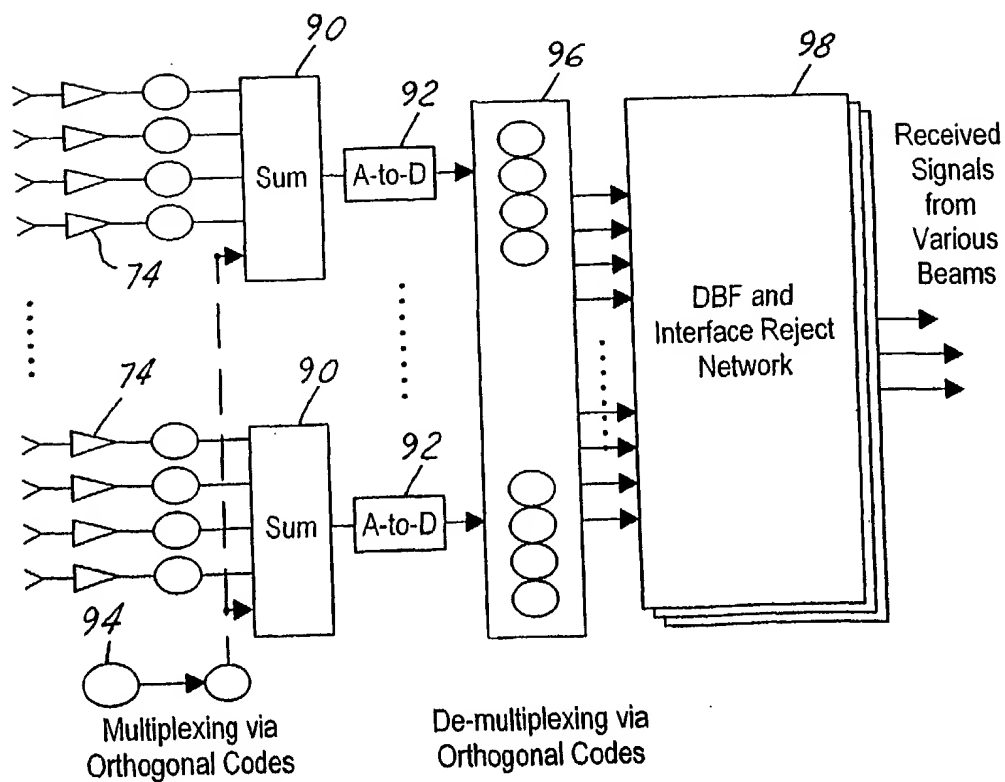 90
92
96
98
Sum
A-to-D
74
Received
Signals
from
Various
Beams
DBF and
Interface Reject
Network
74
90
92
Sum
A-to-D
94
Multiplexing via
Orthogonal Codes
De-multiplexing via
Orthogonal Codes